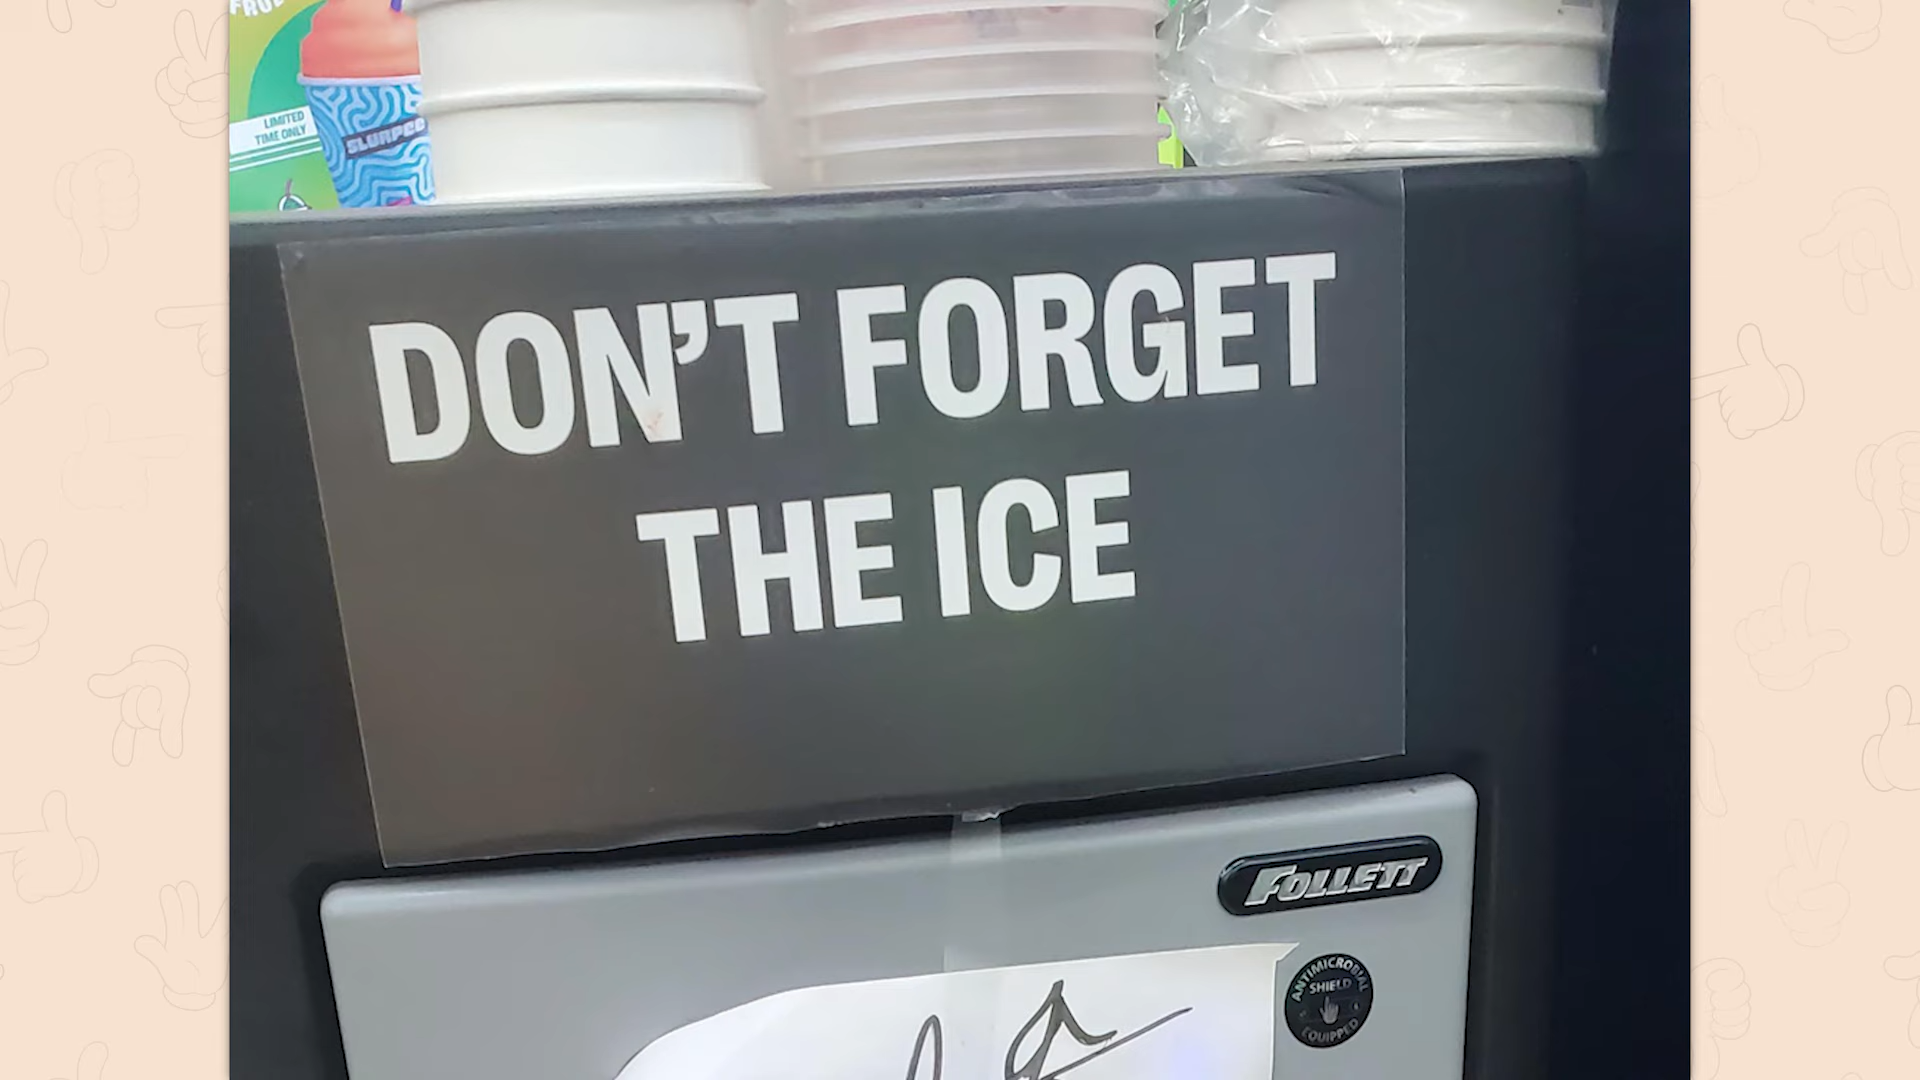 LIMITED
TIME ONLY
SLURPEE
DON'T FORGET
THE ICE
FOLLETT
ANTIMICROBIAL
SHIELD
EQUIPPED